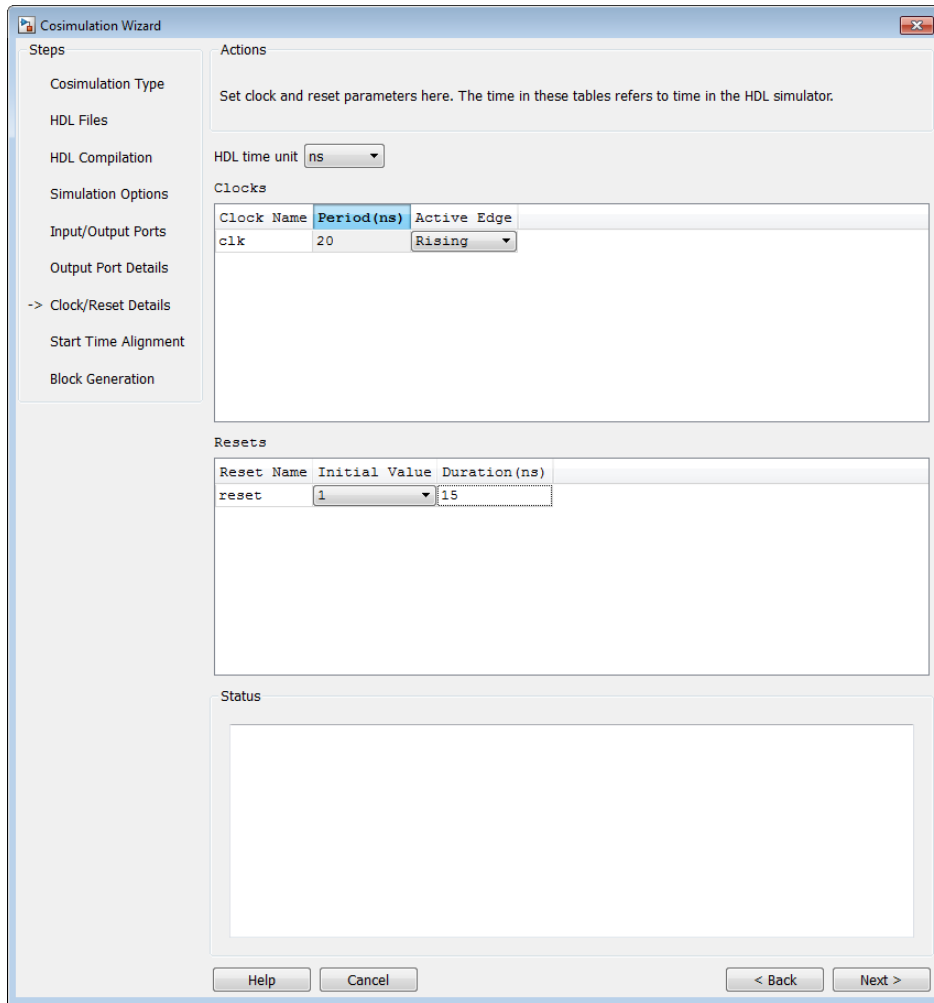 Cosimulation Wizard
Steps
Cosimulation Type
HDL Files
HDL Compilation
Simulation Options
Input/Output Ports
Output Port Details
-> Clock/Reset Details
Start Time Alignment
Block Generation
Actions
Set clock and reset parameters here. The time in these tables refers to time in the HDL simulator.
HDL time unit ns
Clocks
Clock Name Period(ns) Active Edge
clk 20 Rising
Resets
Reset Name Initial Value Duration(ns)
reset 1 15
Status
Help Cancel < Back Next >